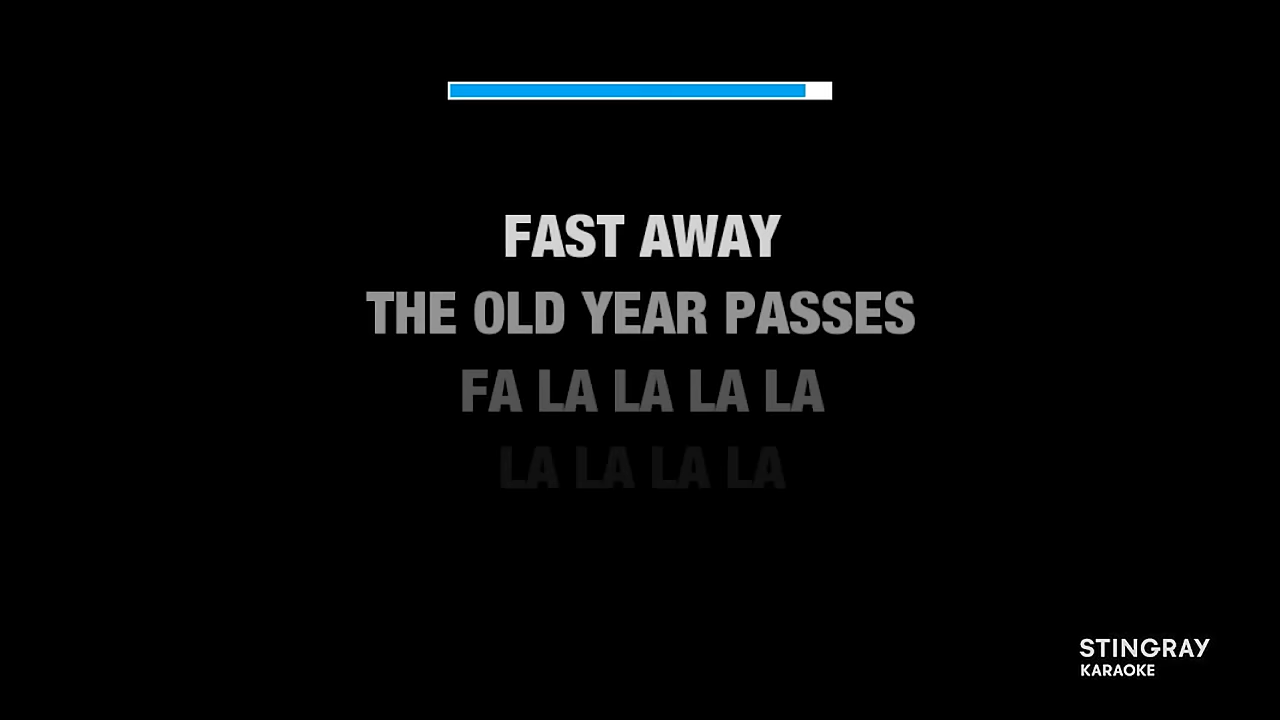 FAST AWAY
THE OLD YEAR PASSES
FA LA LA LA LA
LA LA LA LA
STINGRAY
KARAOKE